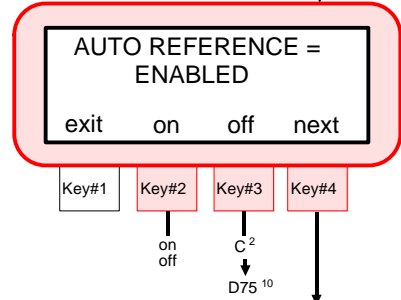 AUTO REFERENCE =
ENABLED
exit on off next
Key#1 Key#2 Key#3 Key#4
on
off
C 2
D75 10